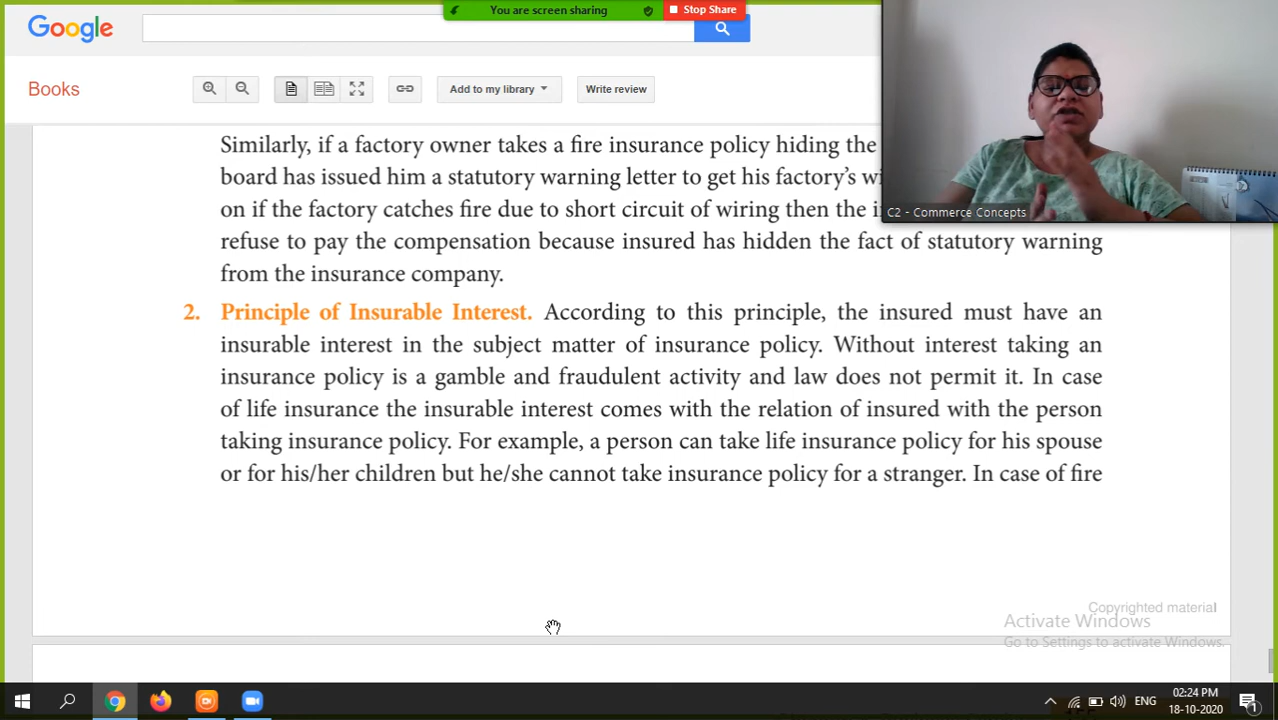 You are screen sharing
Stop Share
Google
Books
Add to my library
Write review
C2 - Commerce Concepts
Similarly, if a factory owner takes a fire insurance policy hiding the
board has issued him a statutory warning letter to get his factory's
on if the factory catches fire due to short circuit of wiring then the
refuse to pay the compensation because insured has hidden the fact of statutory warning
from the insurance company.
2. Principle of Insurable Interest. According to this principle, the insured must have an
insurable interest in the subject matter of insurance policy. Without interest taking an
insurance policy is a gamble and fraudulent activity and law does not permit it. In case
of life insurance the insurable interest comes with the relation of insured with the person
taking insurance policy. For example, a person can take life insurance policy for his spouse
or for his/her children but he/she cannot take insurance policy for a stranger. In case of fire
Copyrighted material
Activate Windows
Go to Settings to activate Windows.
ENG
02:24 PM
18-10-2020